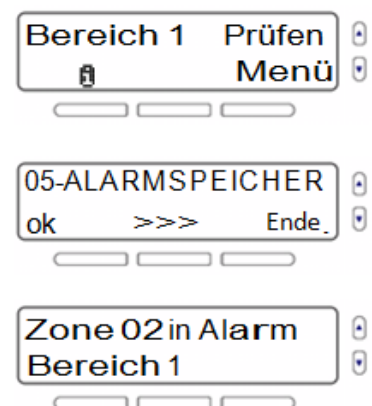 Bereich 1 Prüfen
Menü
05-ALARMSPEICHER
ok >>> Ende
Zone 02 in Alarm
Bereich 1